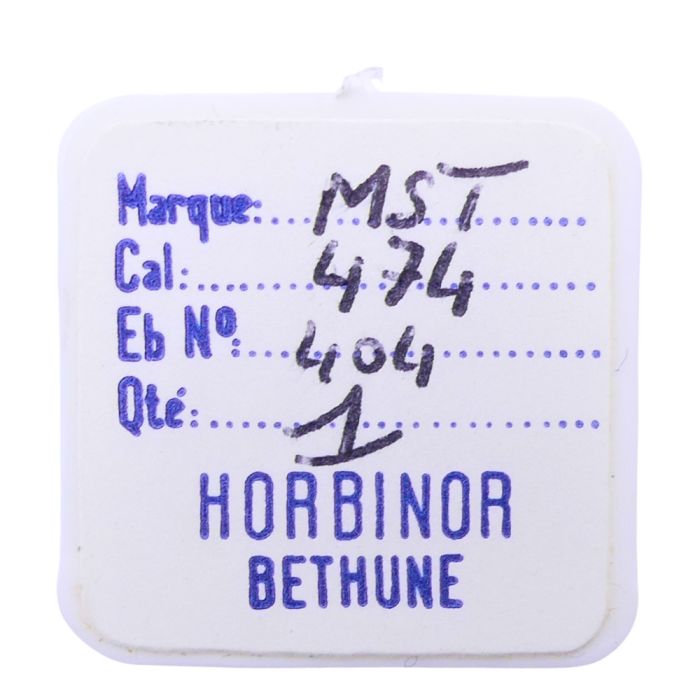 Marque: MST
Cal: 474
Eb Nº: 404
Qté: 1
HORBINOR
BETHUNE